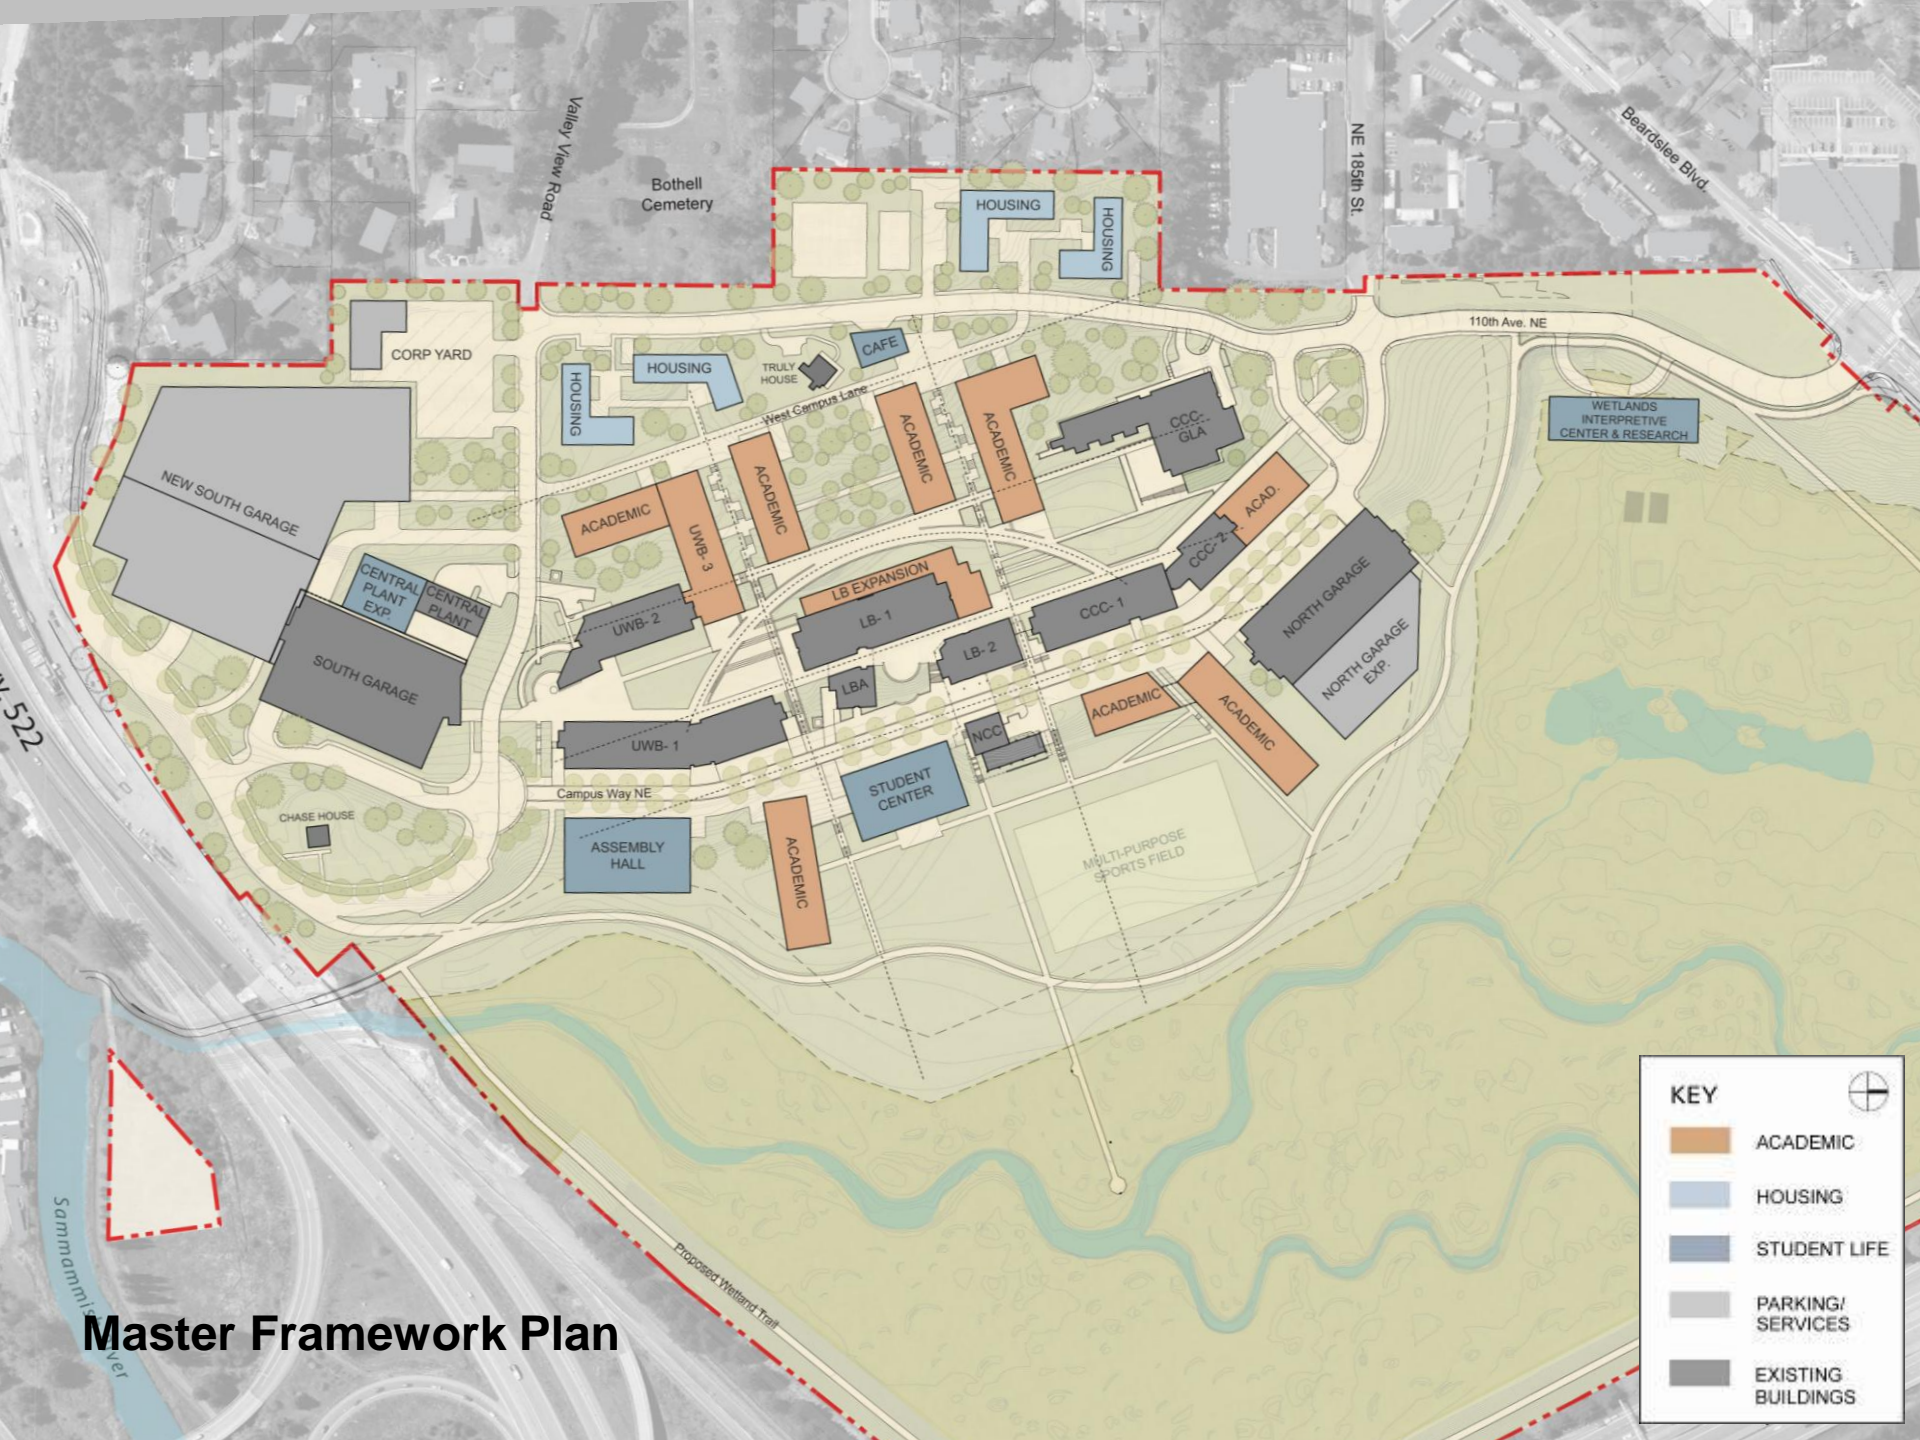 Valley View Road
Bothell
Cemetery
NE 185th St.
Beardslee Blvd.
HOUSING
HOUSING
110th Ave. NE
CORP YARD
HOUSING
HOUSING
TRULY
HOUSE
CAFE
West Campus Lane
ACADEMIC
ACADEMIC
CCC-
GLA
WETLANDS
INTERPRETIVE
CENTER & RESEARCH
NEW SOUTH GARAGE
ACADEMIC
UWB- 3
ACADEMIC
ACAD.
CCC- 2
CENTRAL
PLANT
EXP.
CENTRAL
PLANT
LB EXPANSION
UWB- 2
LB- 1
CCC- 1
NORTH GARAGE
NORTH GARAGE
EXP.
LB- 2
LBA
SOUTH GARAGE
ACADEMIC
ACADEMIC
522
UWB- 1
NCC
STUDENT
CENTER
Campus Way NE
CHASE HOUSE
ASSEMBLY
HALL
ACADEMIC
MULTI-PURPOSE
SPORTS FIELD
Proposed Wetland Trail
KEY
ACADEMIC
HOUSING
STUDENT LIFE
PARKING/
SERVICES
EXISTING
BUILDINGS
Master Framework Plan